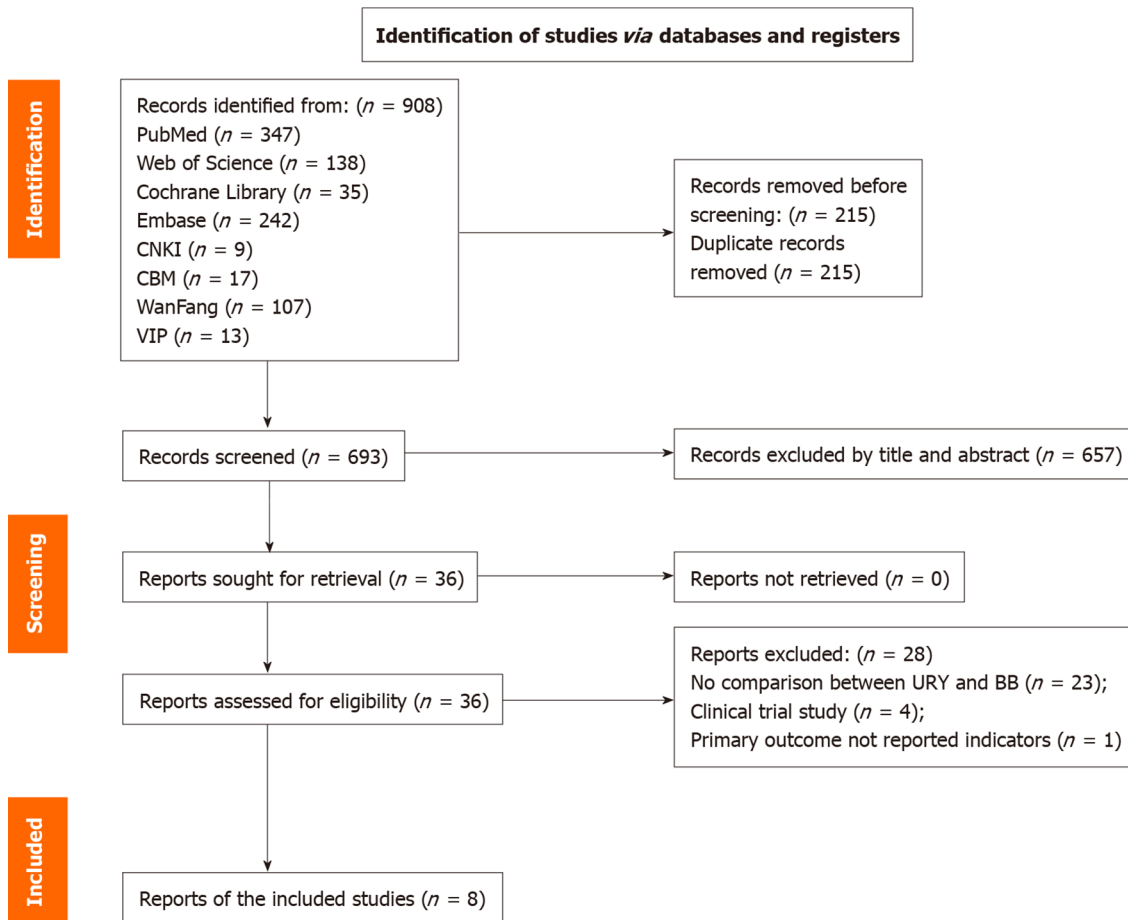 Identification of studies via databases and registers
Identification
Records identified from: (n = 908)
PubMed (n = 347)
Web of Science (n = 138)
Cochrane Library (n = 35)
Embase (n = 242)
CNKI (n = 9)
CBM (n = 17)
WanFang (n = 107)
VIP (n = 13)
Records removed before
screening: (n = 215)
Duplicate records
removed (n = 215)
Records screened (n = 693)
Records excluded by title and abstract (n = 657)
Screening
Reports sought for retrieval (n = 36)
Reports not retrieved (n = 0)
Reports assessed for eligibility (n = 36)
Reports excluded: (n = 28)
No comparison between URY and BB (n = 23);
Clinical trial study (n = 4);
Primary outcome not reported indicators (n = 1)
Included
Reports of the included studies (n = 8)